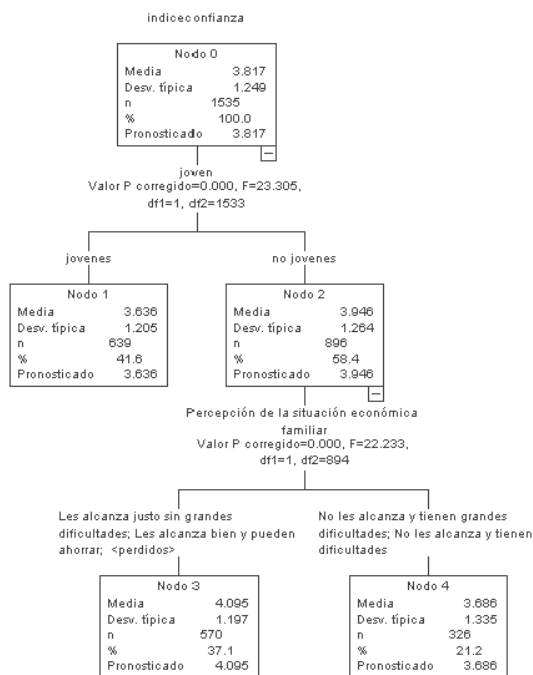 indiceconfianza
Nodo 0
Media 3.817
Desv. típica 1.249
n 1535
% 100.0
Pronosticado 3.817
joven
Valor P corregido=0.000, F=23.305,
df1=1, df2=1533
jovenes
no jovenes
Nodo 1
Media 3.636
Desv. típica 1.205
n 639
% 41.6
Pronosticado 3.636
Nodo 2
Media 3.946
Desv. típica 1.264
n 896
% 58.4
Pronosticado 3.946
Percepción de la situación económica
familiar
Valor P corregido=0.000, F=22.233,
df1=1, df2=894
Les alcanza justo sin grandes
dificultades; Les alcanza bien y pueden
ahorrar; <perdidos>
No les alcanza y tienen grandes
dificultades; No les alcanza y tienen
dificultades
Nodo 3
Media 4.095
Desv. típica 1.197
n 570
% 37.1
Pronosticado 4.095
Nodo 4
Media 3.686
Desv. típica 1.335
n 326
% 21.2
Pronosticado 3.686